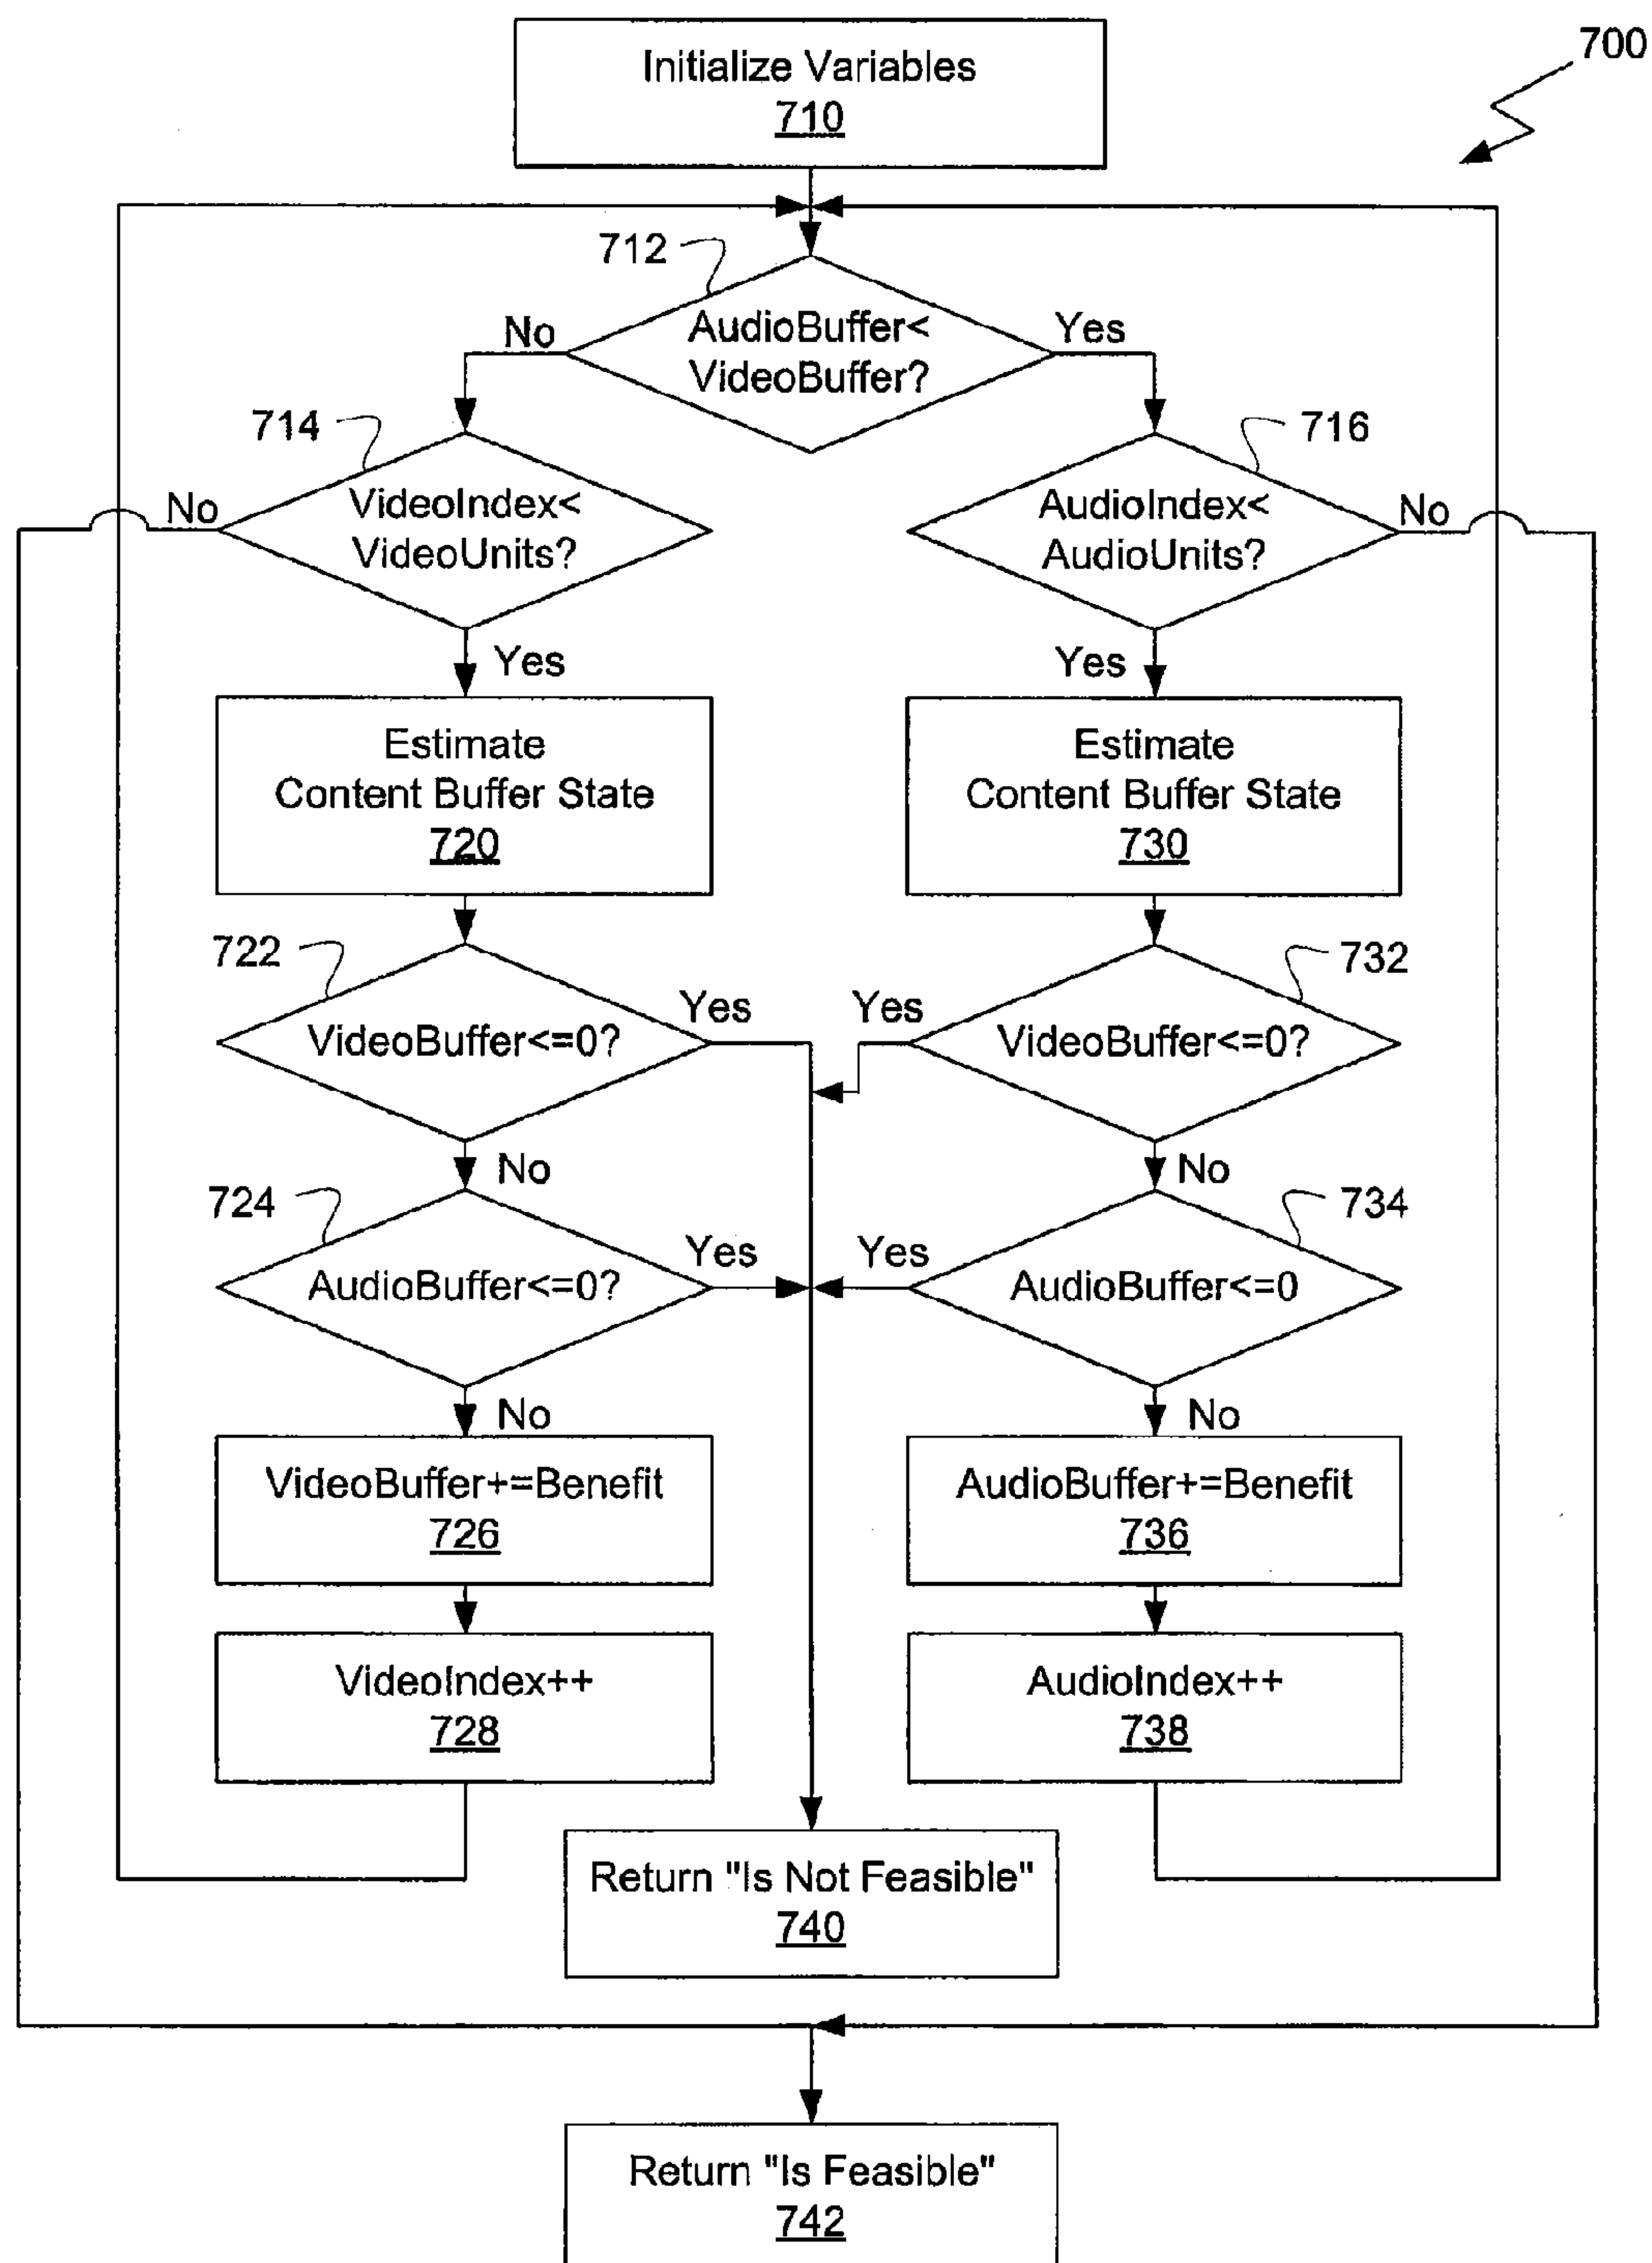 700
Initialize Variables
710
712
No
AudioBuffer<
VideoBuffer?
Yes
714
716
No
VideoIndex<
VideoUnits?
AudioIndex<
AudioUnits?
No
Yes
Yes
Estimate
Content Buffer State
720
Estimate
Content Buffer State
730
722
732
VideoBuffer<=0?
Yes
Yes
VideoBuffer<=0?
No
No
724
734
AudioBuffer<=0?
Yes
Yes
AudioBuffer<=0
No
No
VideoBuffer+=Benefit
726
AudioBuffer+=Benefit
736
VideoIndex++
728
AudioIndex++
738
Return "Is Not Feasible"
740
Return "Is Feasible"
742